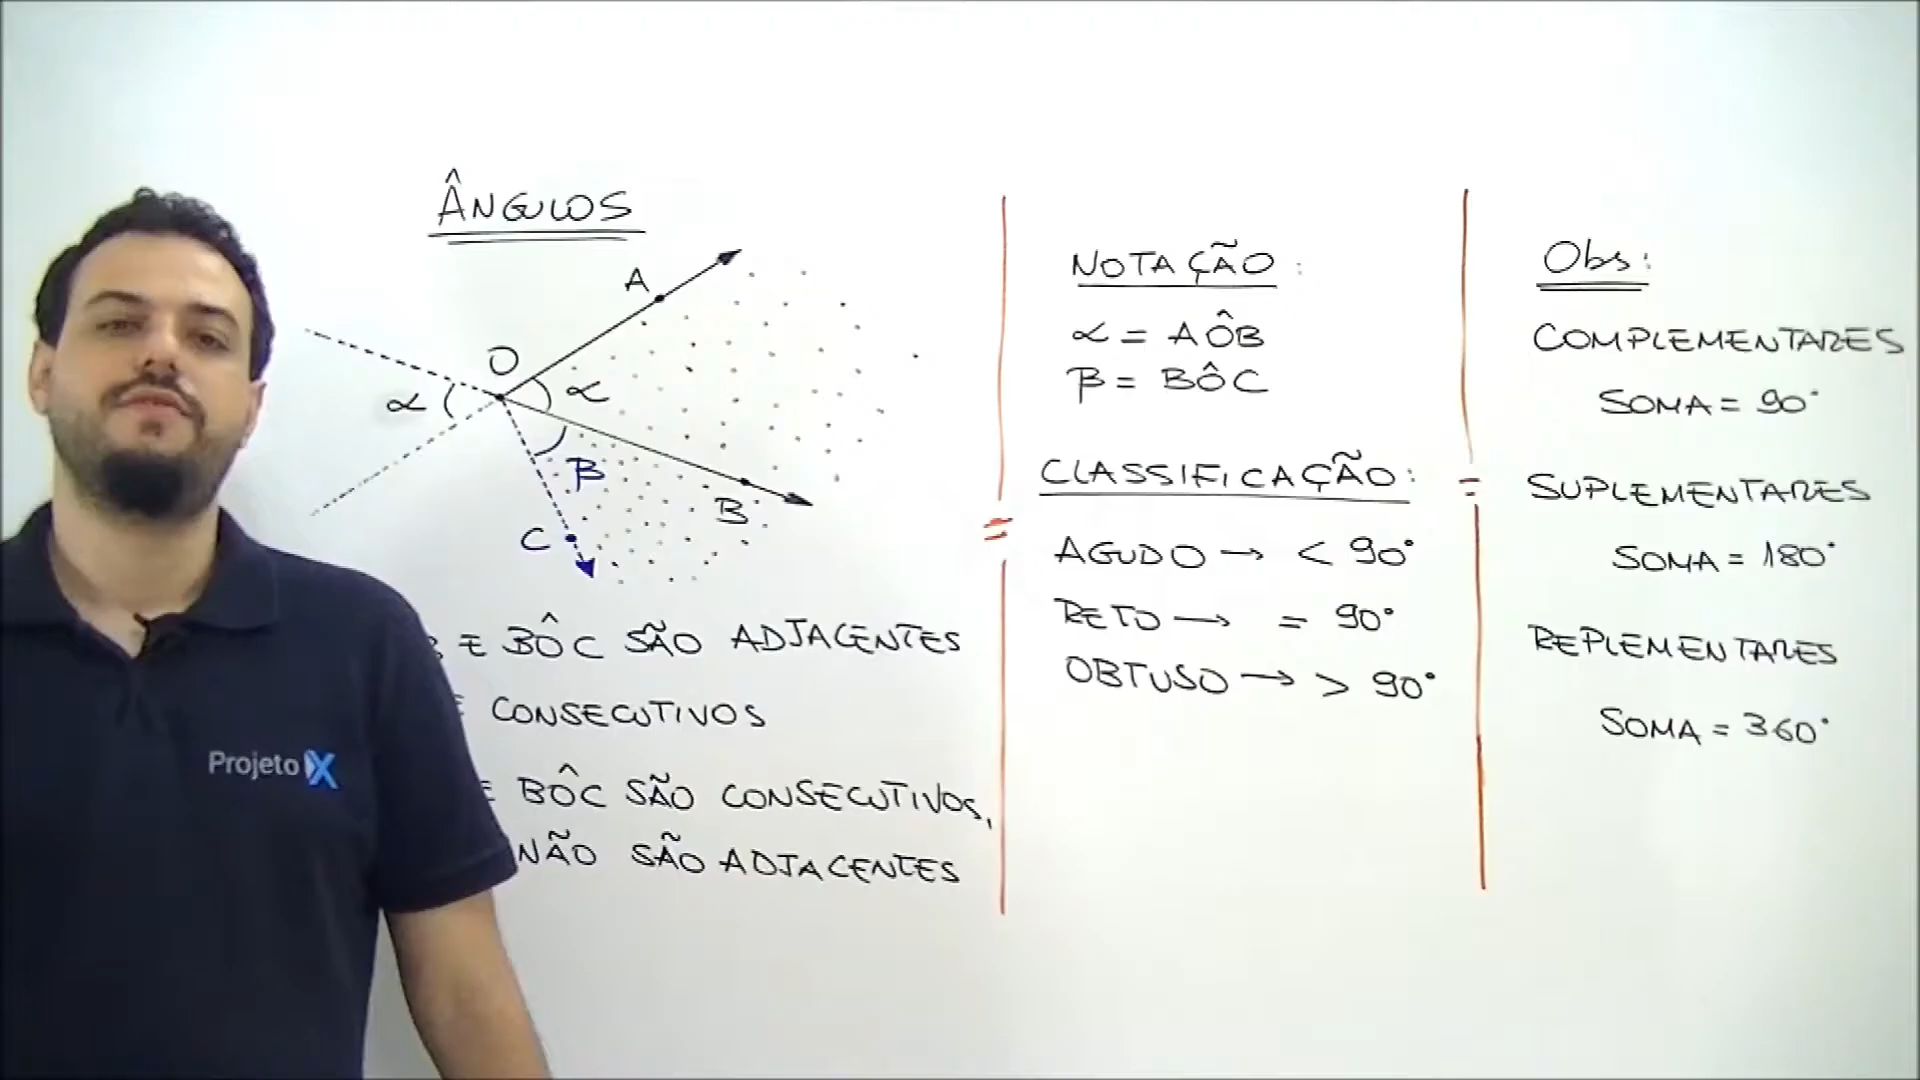 ÂNGULOS
A
O
α
α
β
B
C
E BÔC SÃO ADJACENTES
E CONSECUTIVOS
E BÔC SÃO CONSECUTIVOS,
NÃO SÃO ADJACENTES
NOTAÇÃO:
α = AÔB
β = BÔC
CLASSIFICAÇÃO:
AGUDO → < 90°
RETO → = 90°
OBTUSO → > 90°
Obs:
COMPLEMENTARES
SOMA = 90°
SUPLEMENTARES
SOMA = 180°
REPLEMENTARES
SOMA = 360°
Projeto X